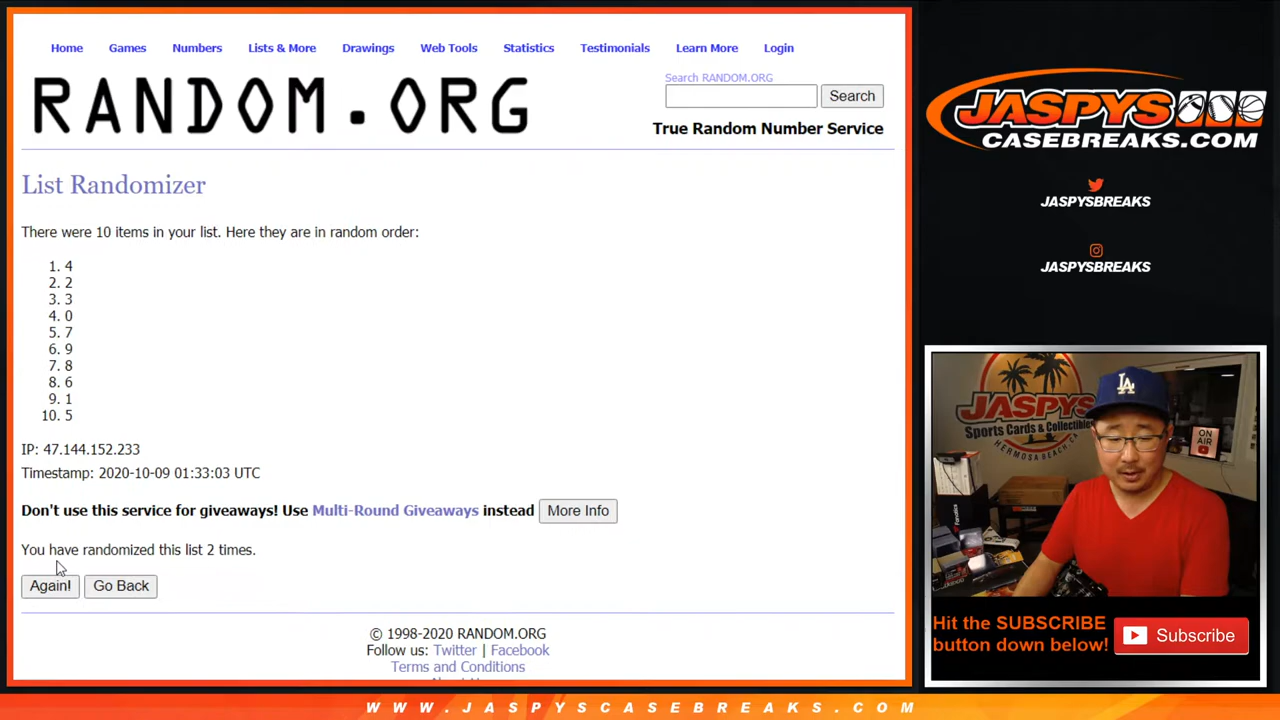 Home Games Numbers Lists & More Drawings Web Tools Statistics Testimonials Learn More Login
RANDOM.ORG
Search RANDOM.ORG
Search
True Random Number Service
List Randomizer
There were 10 items in your list. Here they are in random order:
1. 4
2. 2
3. 3
4. 0
5. 7
6. 9
7. 8
8. 6
9. 1
10. 5
IP: 47.144.152.233
Timestamp: 2020-10-09 01:33:03 UTC
Don't use this service for giveaways! Use Multi-Round Giveaways instead More Info
You have randomized this list 2 times.
Again! Go Back
© 1998-2020 RANDOM.ORG
Follow us: Twitter | Facebook
Terms and Conditions
JASPYS
CASEBREAKS.COM
JASPYSBREAKS
JASPYSBREAKS
JASPYS
Sports Cards & Collectibles
HERMOSA BEACH, CA
LA
ON
AIR
Fanatics
Hit the SUBSCRIBE
button down below!
Subscribe
WWW.JASPYSCASEBREAKS.COM